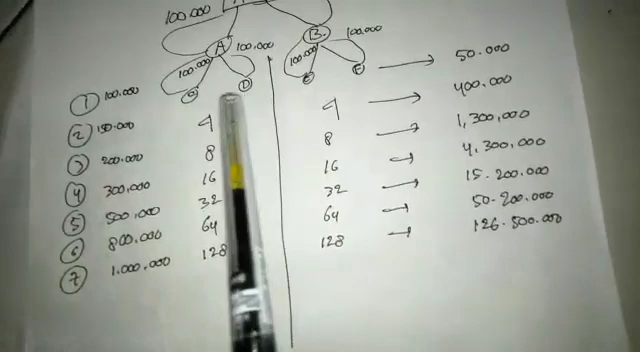 100.000
A 100.000 B 100.000
100.000 100.000
C D E F → 50.000
① 100.000 4 → 400.000
② 150.000 4 8 → 1,300,000
③ 200.000 8 16 → 4,300,000
④ 300,000 16 32 → 15.200.000
⑤ 500,000 32 64 → 50.200.000
⑥ 800.000 64 128 → 126.500.000
⑦ 1.000,000 128